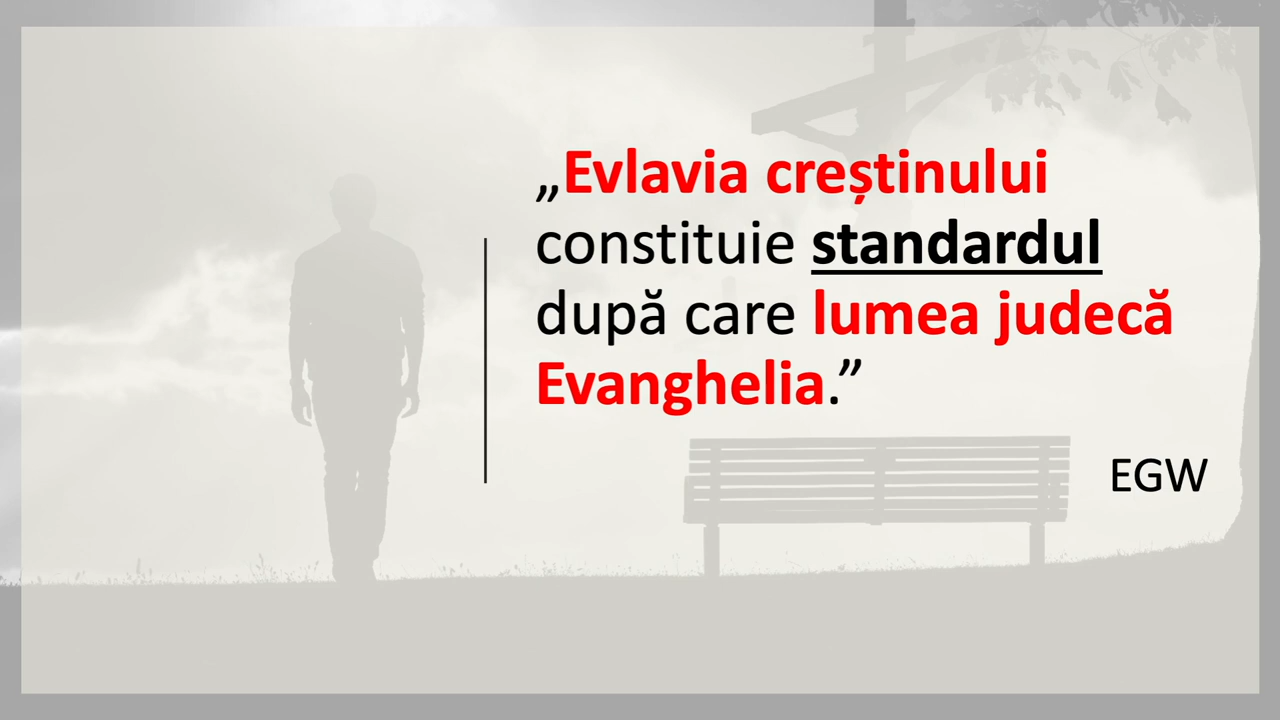 „Evlavia creștinului
constituie standardul
după care lumea judecă
Evanghelia.”
EGW